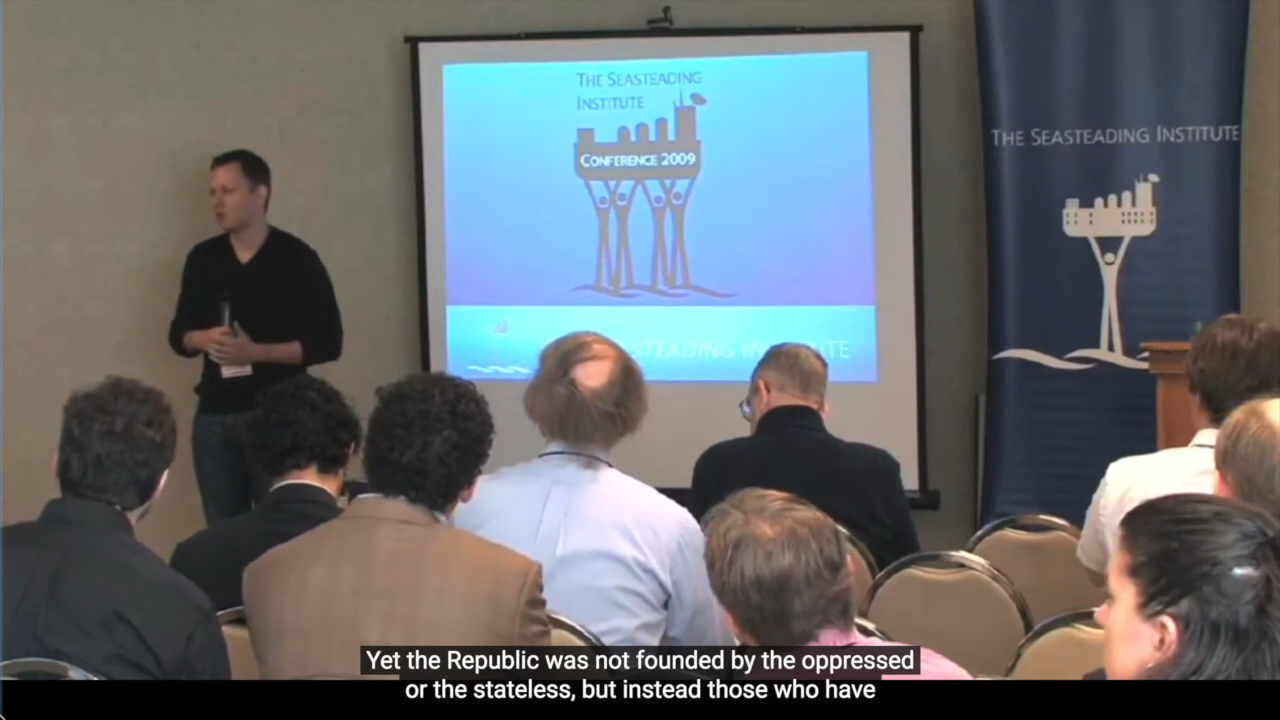 THE SEASTEADING
INSTITUTE
CONFERENCE 2009
THE SEASTEADING INSTITUTE
Yet the Republic was not founded by the oppressed
or the stateless, but instead those who have